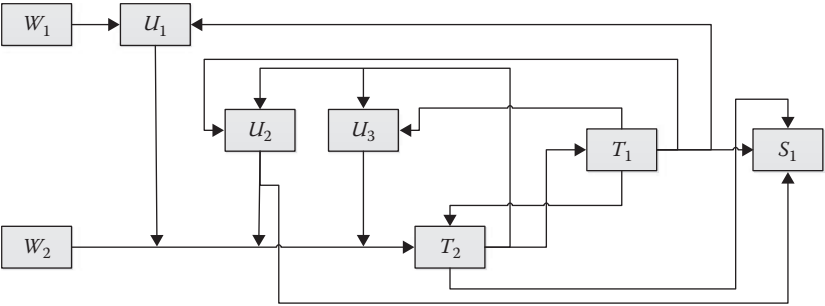 W₁
U₁
U₂
U₃
T₁
S₁
W₂
T₂